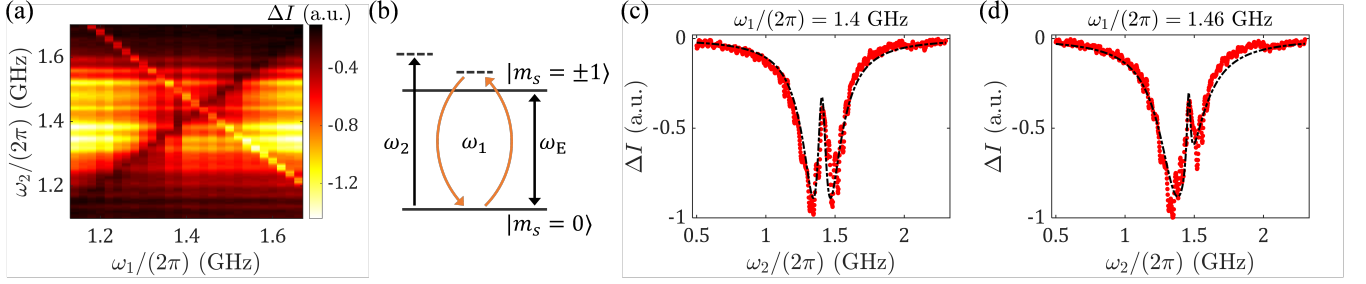 (a)
ΔI (a.u.)
ω₂/(2π) (GHz)
1.6
1.4
1.2
1.2
1.4
1.6
ω₁/(2π) (GHz)
-0.4
-0.8
-1.2
(b)
|mₛ = ±1⟩
ω₂
ω₁
ω_E
|mₛ = 0⟩
(c)
ω₁/(2π) = 1.4 GHz
ΔI (a.u.)
0
-0.5
-1
0.5
1
1.5
2
ω₂/(2π) (GHz)
(d)
ω₁/(2π) = 1.46 GHz
ΔI (a.u.)
0
-0.5
-1
0.5
1
1.5
2
ω₂/(2π) (GHz)